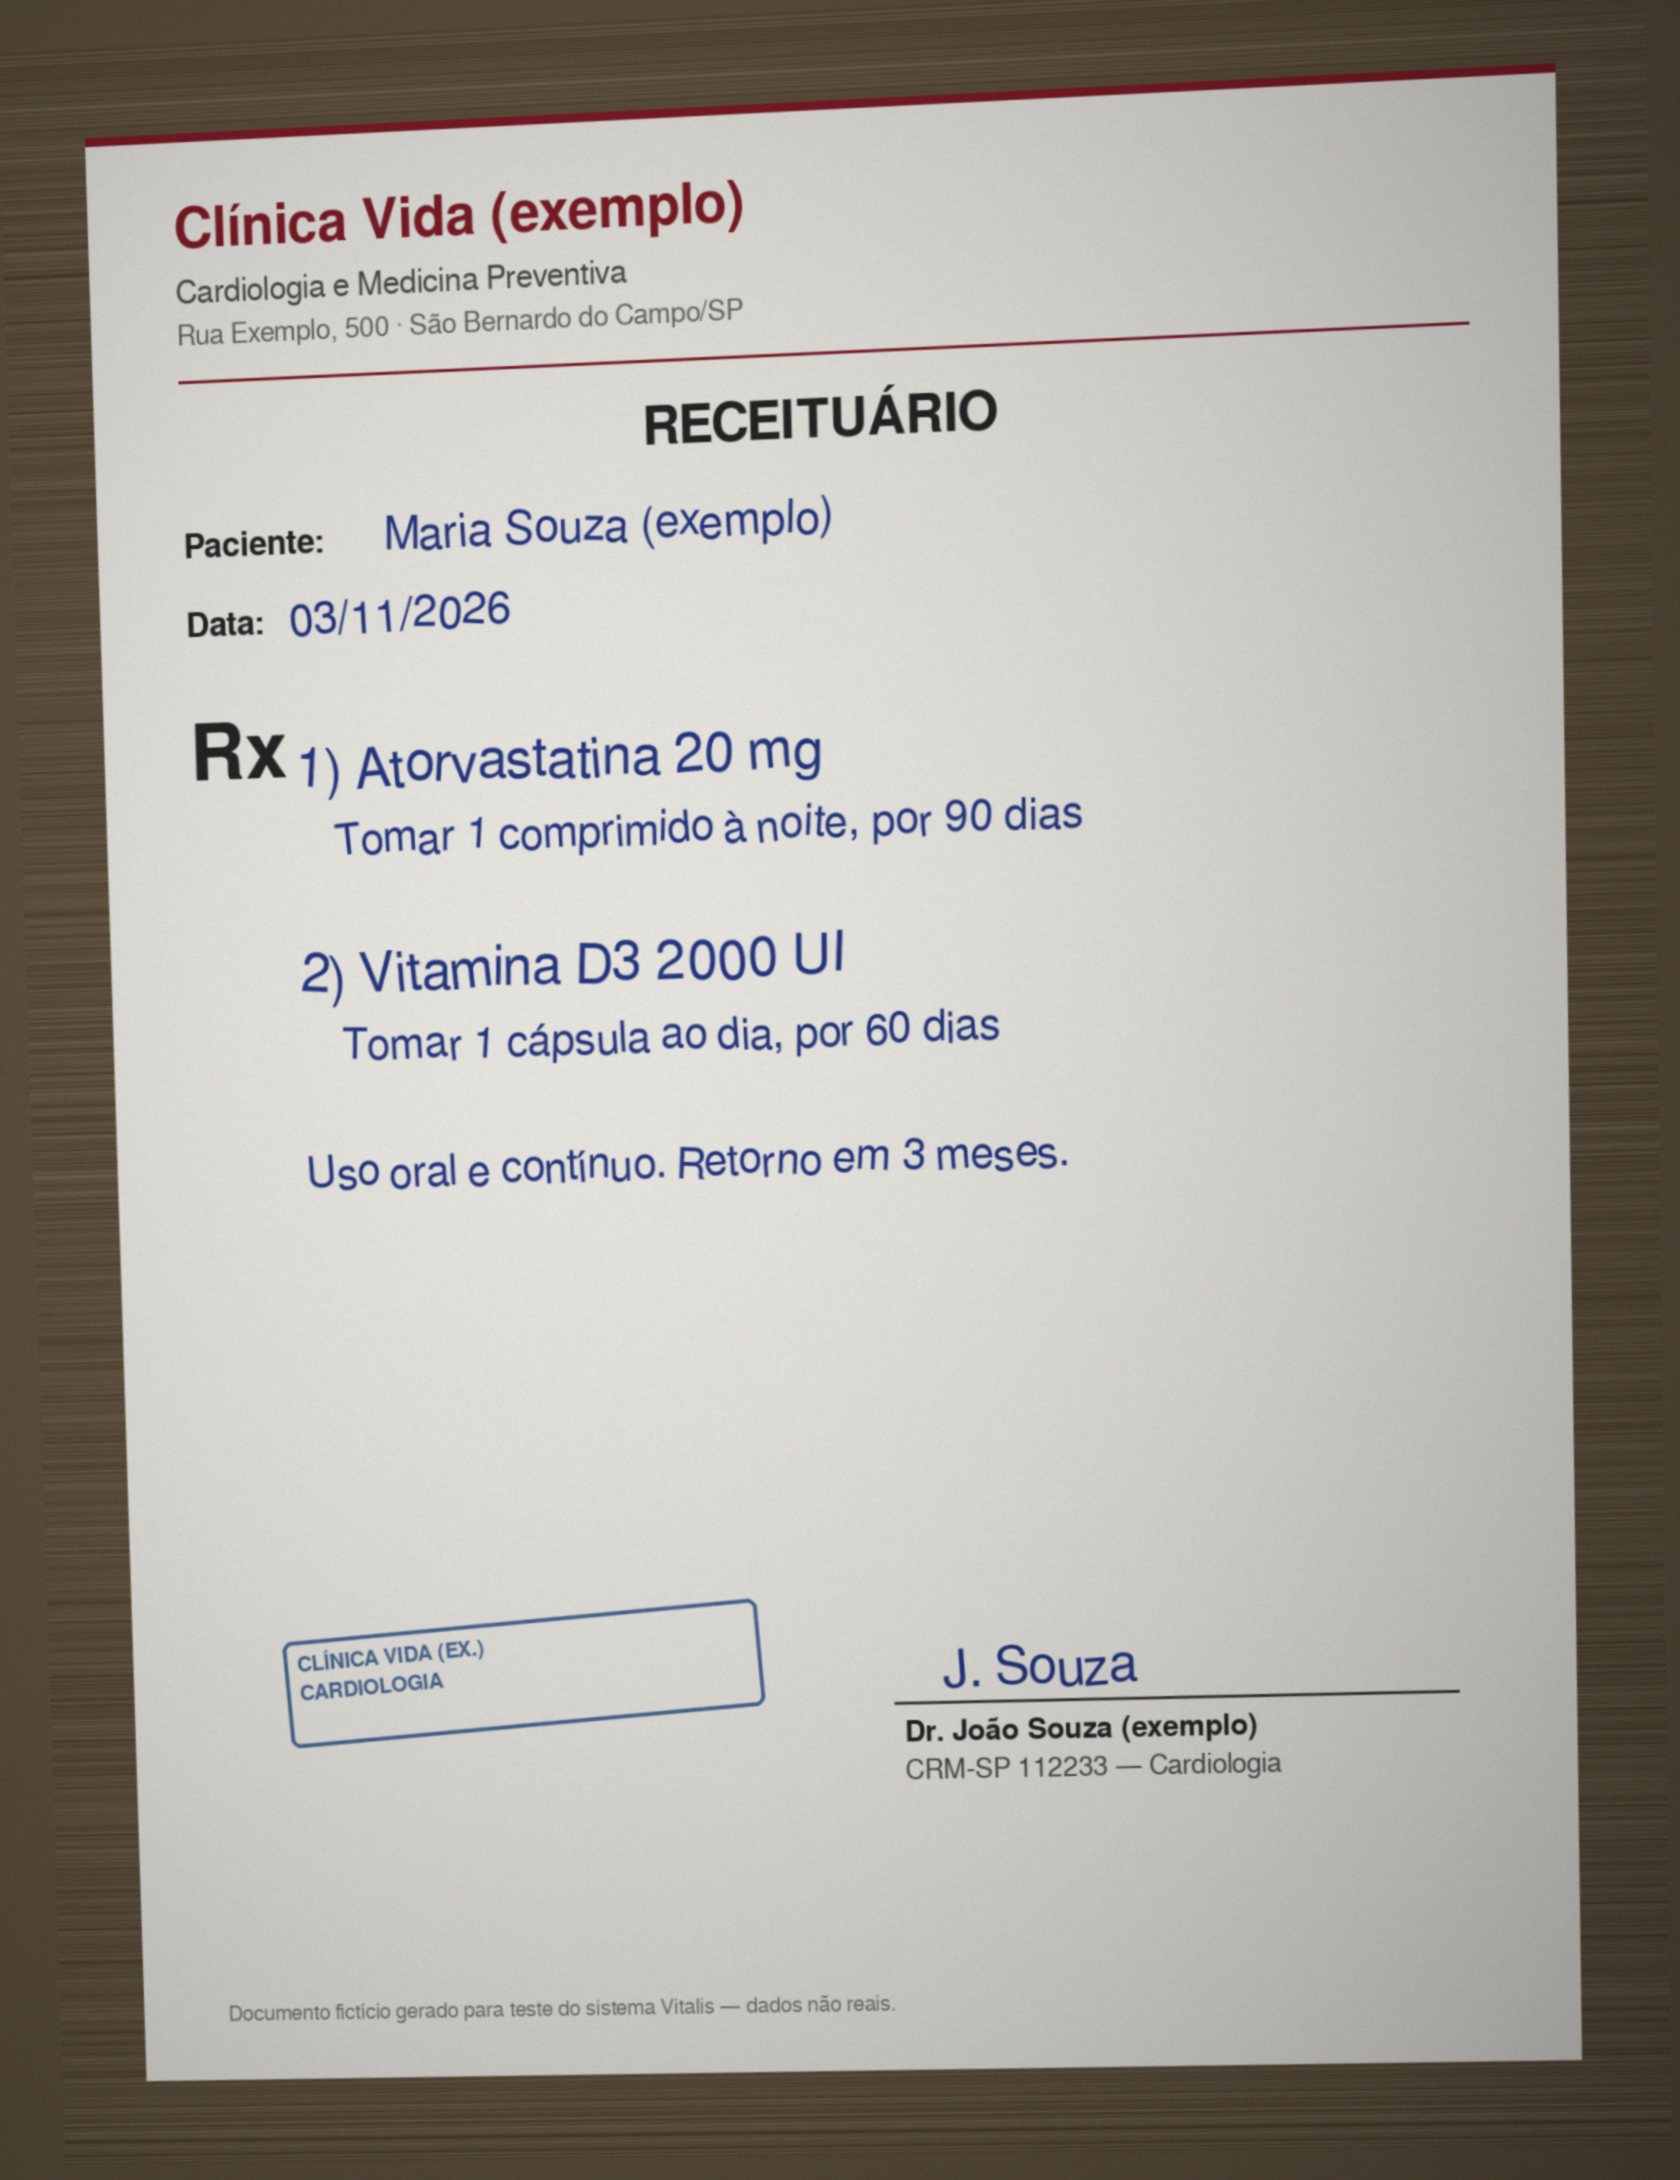 Clínica Vida (exemplo)
Cardiologia e Medicina Preventiva
Rua Exemplo, 500 · São Bernardo do Campo/SP
RECEITUÁRIO
Paciente: Maria Souza (exemplo)
Data: 03/11/2026
Rx 1) Atorvastatina 20 mg
Tomar 1 comprimido à noite, por 90 dias
2) Vitamina D3 2000 UI
Tomar 1 cápsula ao dia, por 60 dias
Uso oral e contínuo. Retorno em 3 meses.
CLÍNICA VIDA (EX.)
CARDIOLOGIA
J. Souza
Dr. João Souza (exemplo)
CRM-SP 112233 — Cardiologia
Documento fictício gerado para teste do sistema Vitalis — dados não reais.